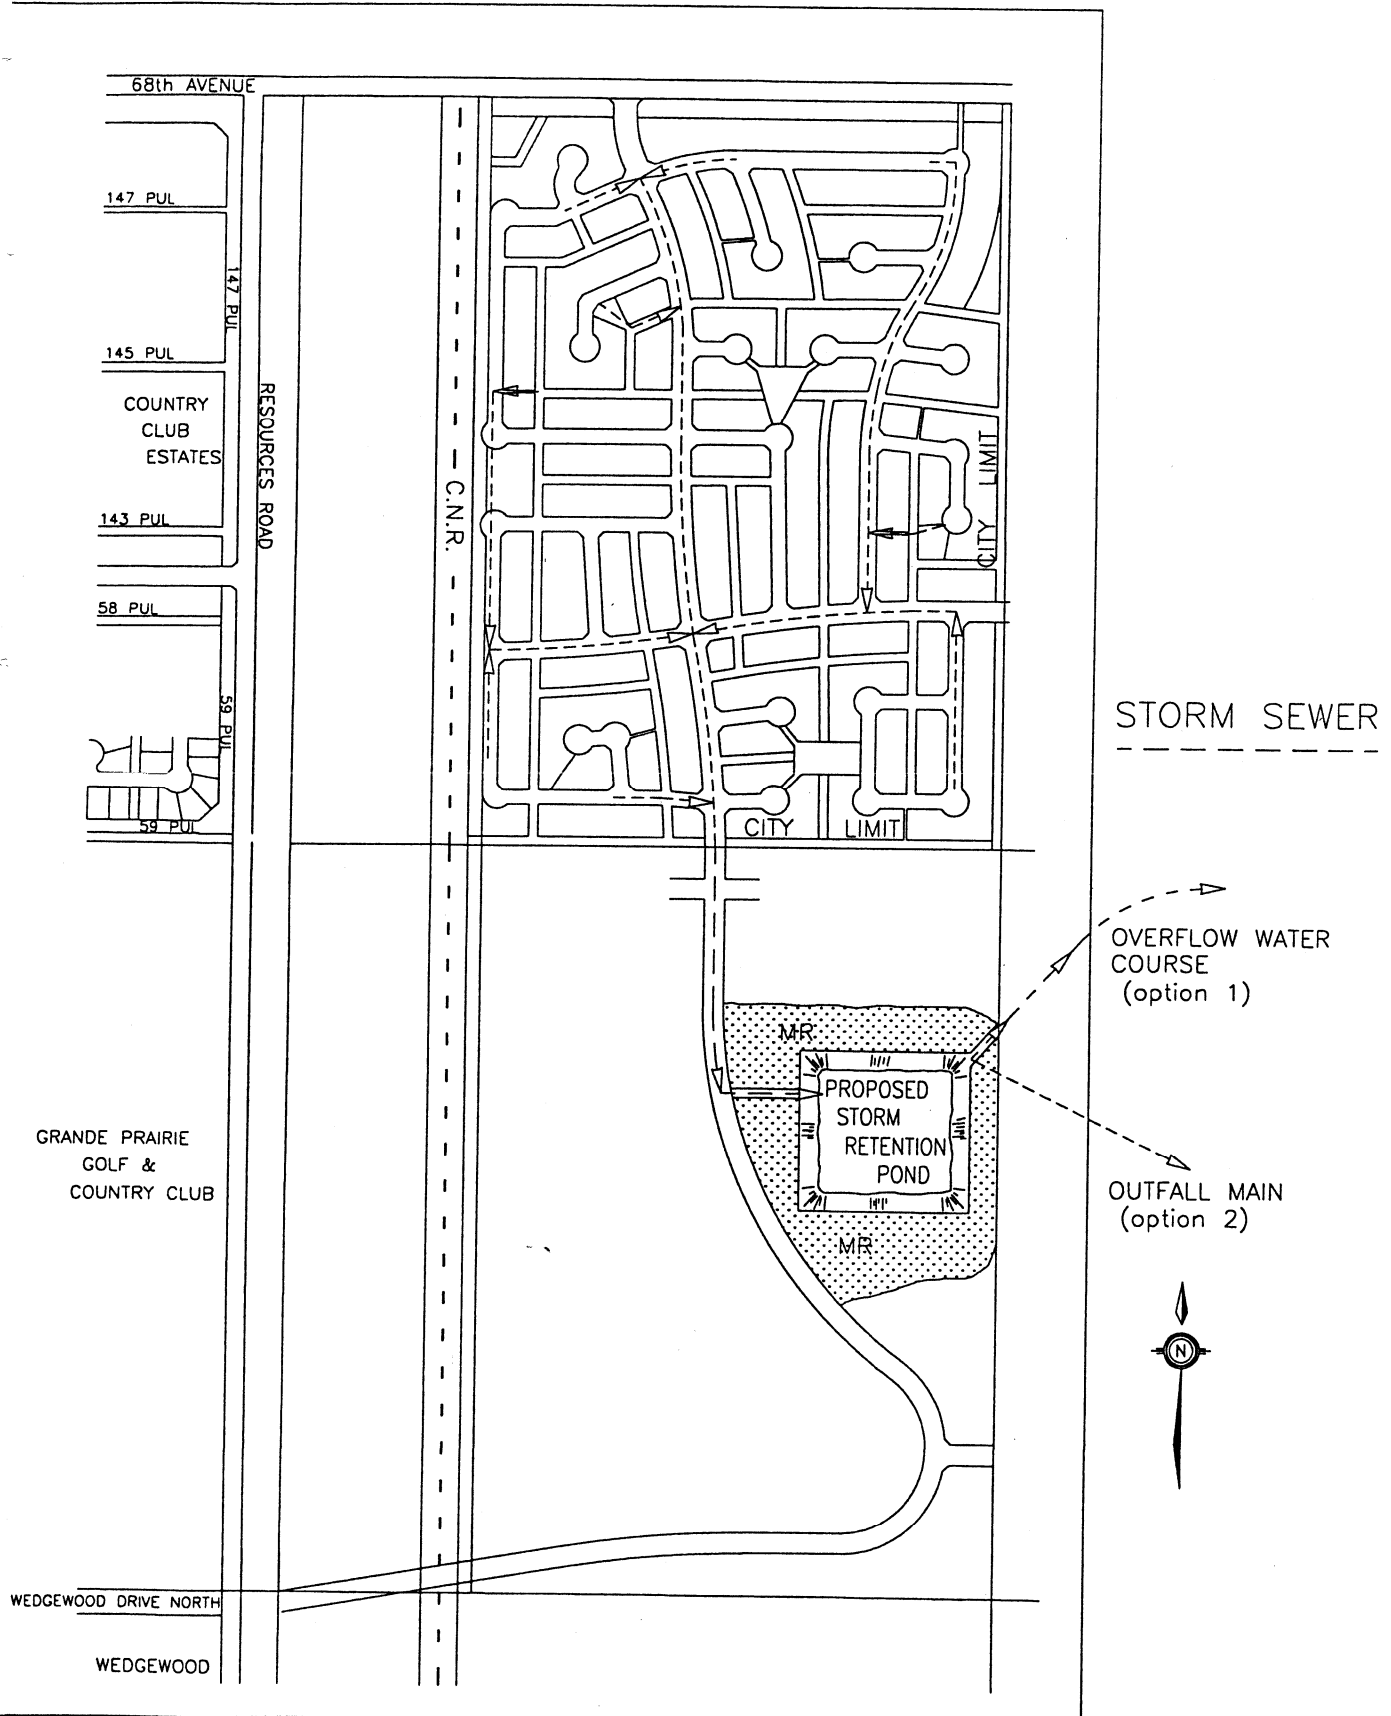 68th AVENUE
147 PUL
147 PUL
145 PUL
COUNTRY
CLUB
ESTATES
RESOURCES ROAD
143 PUL
C.N.R.
CITY LIMIT
58 PUL
59 PUL
59 PUL
CITY LIMIT
STORM SEWER
OVERFLOW WATER
COURSE
(option 1)
MR
PROPOSED
STORM
RETENTION
POND
MR
GRANDE PRAIRIE
GOLF &
COUNTRY CLUB
OUTFALL MAIN
(option 2)
N
WEDGEWOOD DRIVE NORTH
WEDGEWOOD